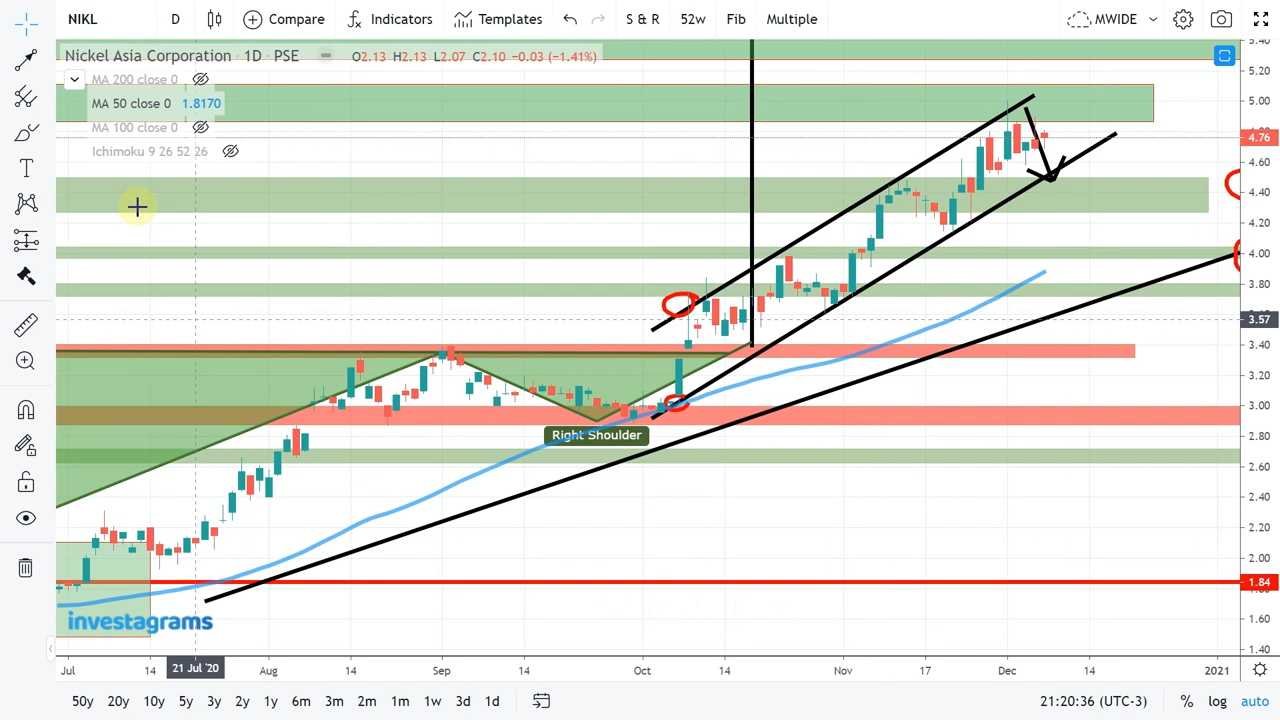 NIKL D Compare Indicators Templates S & R 52w Fib Multiple MWIDE
Nickel Asia Corporation · 1D · PSE O2.13 H2.13 L2.07 C2.10 −0.03 (−1.41%)
MA 200 close 0
MA 50 close 0 1.8170
MA 100 close 0
Ichimoku 9 26 52 26
5.40
5.20
5.00
4.76
4.60
4.40
4.20
4.00
3.80
3.57
3.40
3.20
3.00
2.80
2.60
2.40
2.20
2.00
1.84
1.60
1.40
Right Shoulder
investagrams
Jul 14 21 Jul '20 Aug 14 Sep 14 Oct 14 Nov 17 Dec 14 2021
50y 20y 10y 5y 3y 2y 1y 6m 3m 2m 1m 1w 3d 1d 21:20:36 (UTC-3) % log auto